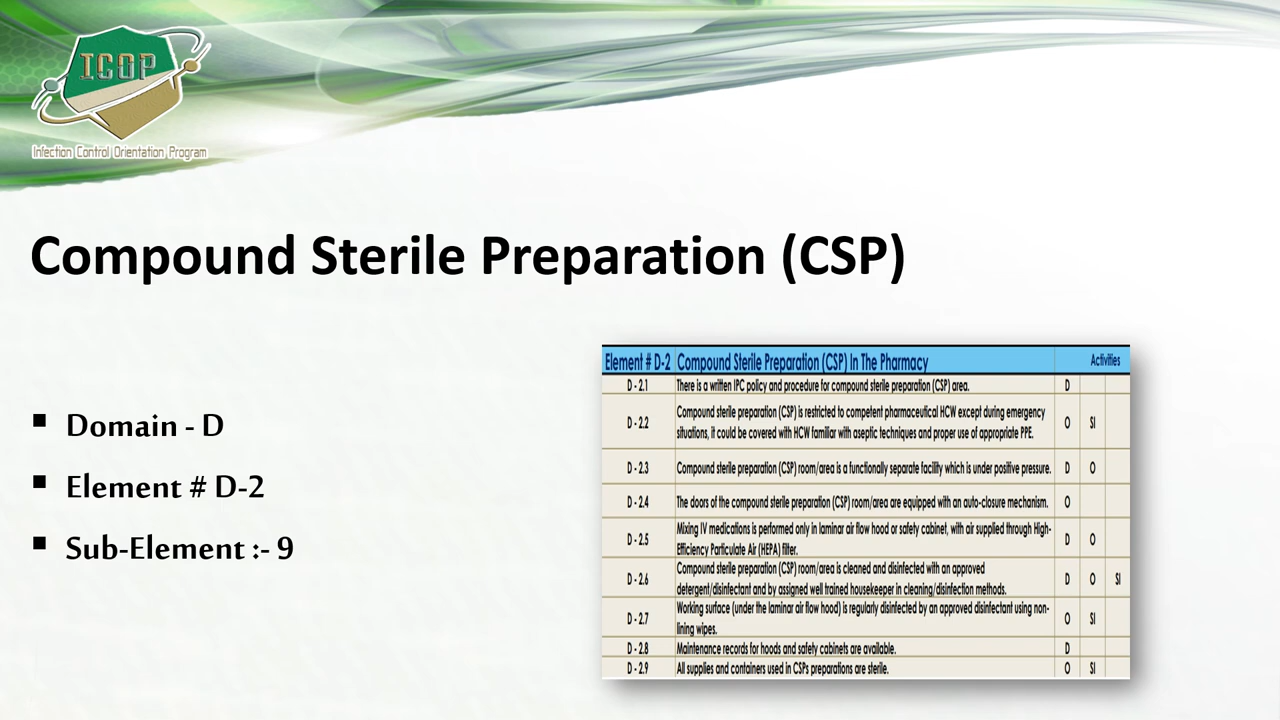 ICOP
Infection Control Orientation Program
Compound Sterile Preparation (CSP)
▪ Domain - D
▪ Element # D-2
▪ Sub-Element :- 9
Element # D-2 Compound Sterile Preparation (CSP) In The Pharmacy Activities
D - 2.1 There is a written IPC policy and procedure for compound sterile preparation (CSP) area. D
D - 2.2 Compound sterile preparation (CSP) is restricted to competent pharmaceutical HCW except during emergency
situations, it could be covered with HCW familiar with aseptic techniques and proper use of appropriate PPE. O SI
D - 2.3 Compound sterile preparation (CSP) room/area is a functionally separate facility which is under positive pressure. D O
D - 2.4 The doors of the compound sterile preparation (CSP) room/area are equipped with an auto-closure mechanism. O
D - 2.5 Mixing IV medications is performed only in laminar air flow hood or safety cabinet, with air supplied through High-
Efficiency Particulate Air (HEPA) filter. D O
D - 2.6 Compound sterile preparation (CSP) room/area is cleaned and disinfected with an approved
detergent/disinfectant and by assigned well trained housekeeper in cleaning/disinfection methods. D O SI
D - 2.7 Working surface (under the laminar air flow hood) is regularly disinfected by an approved disinfectant using non-
lining wipes. O SI
D - 2.8 Maintenance records for hoods and safety cabinets are available. D
D - 2.9 All supplies and containers used in CSPs preparations are sterile. O SI